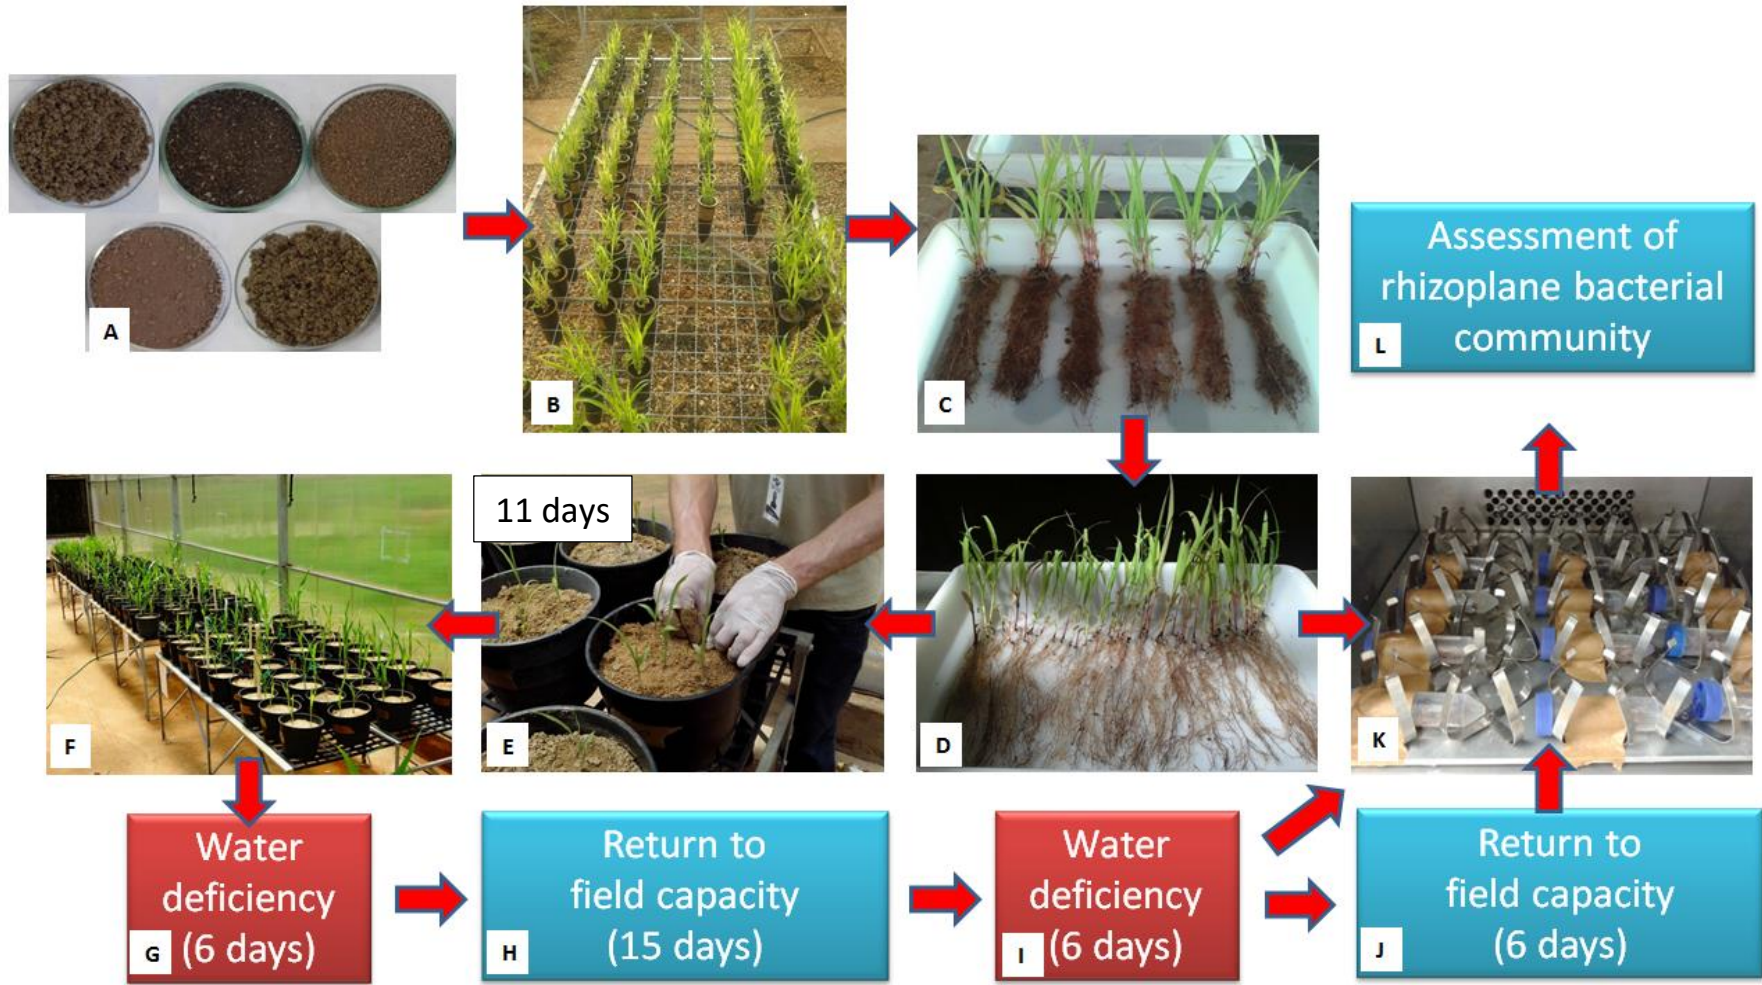 A
B
C
Assessment of
rhizoplane bacterial
community
L
11 days
F
E
D
K
Water
deficiency
(6 days)
G
Return to
field capacity
(15 days)
H
Water
deficiency
(6 days)
I
Return to
field capacity
(6 days)
J